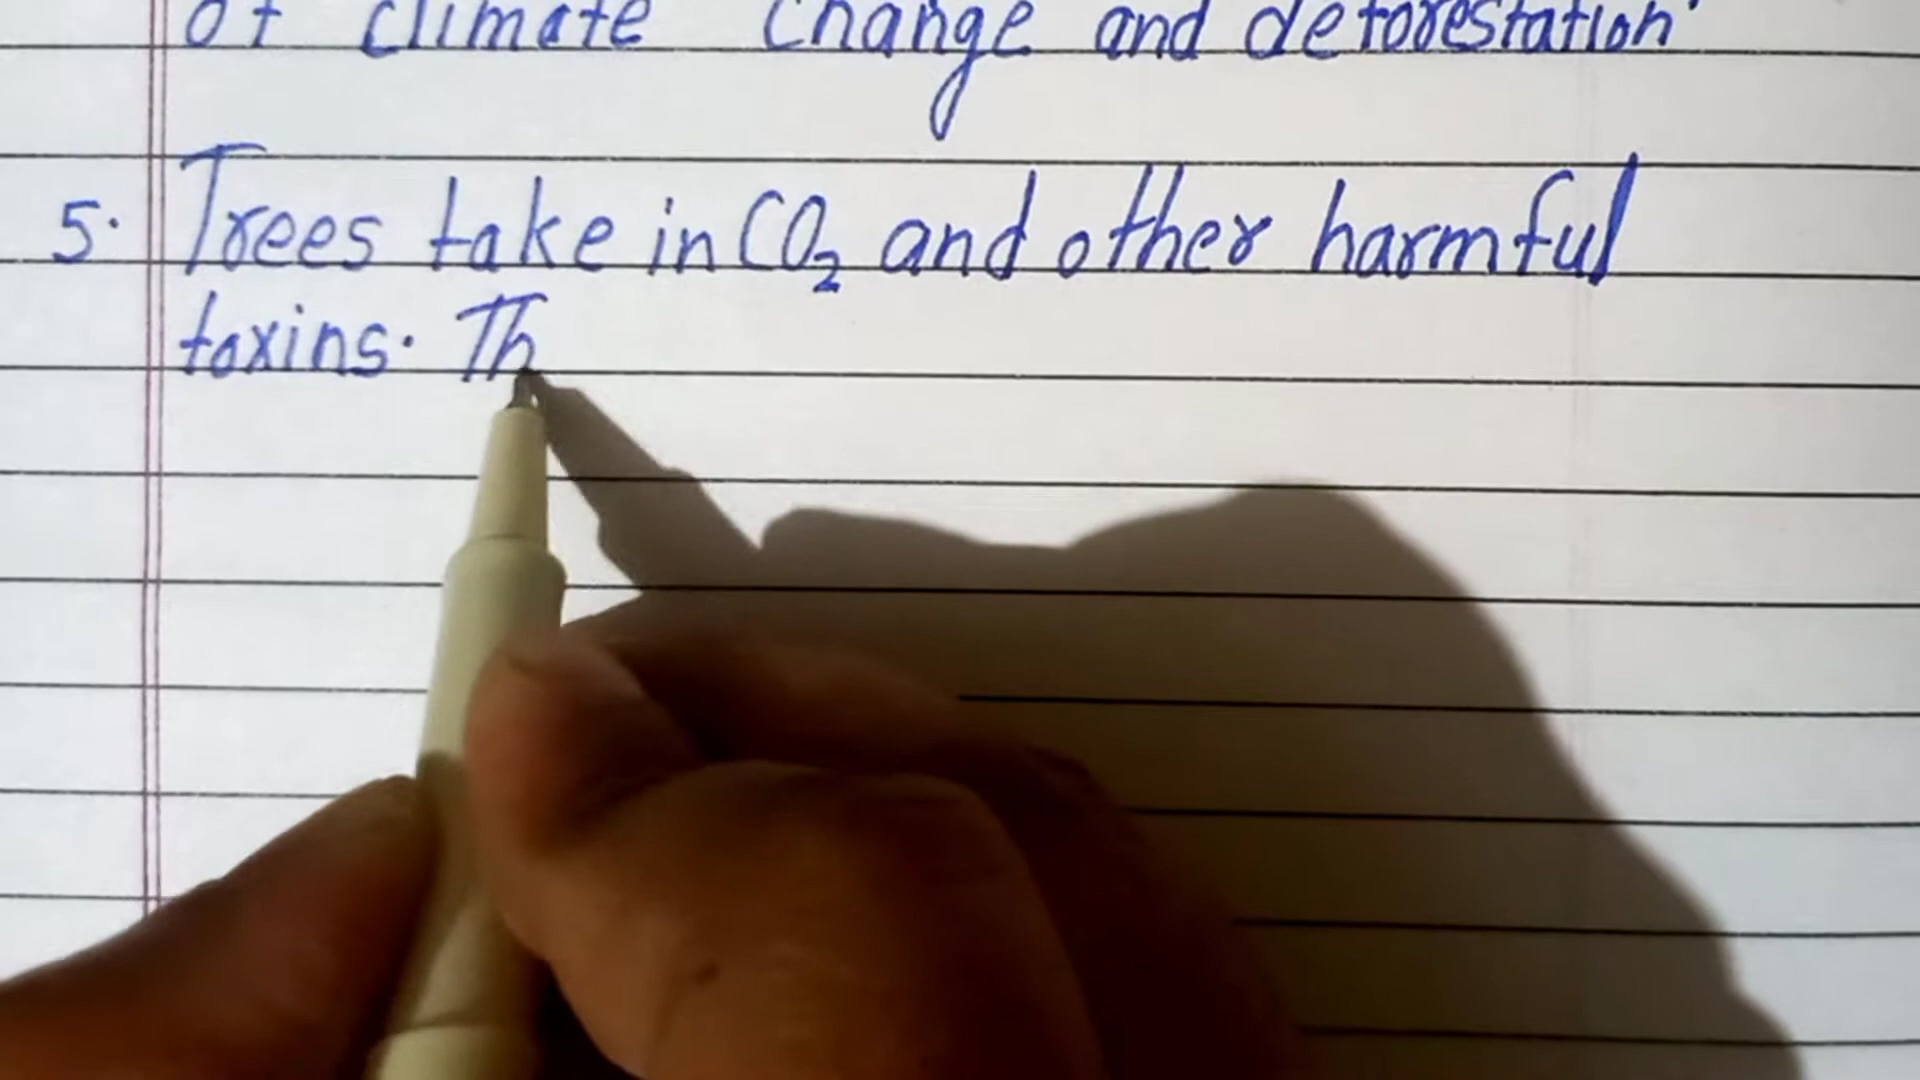 of climate change and deforestation.
5. Trees take in CO₂ and other harmful
toxins. Th